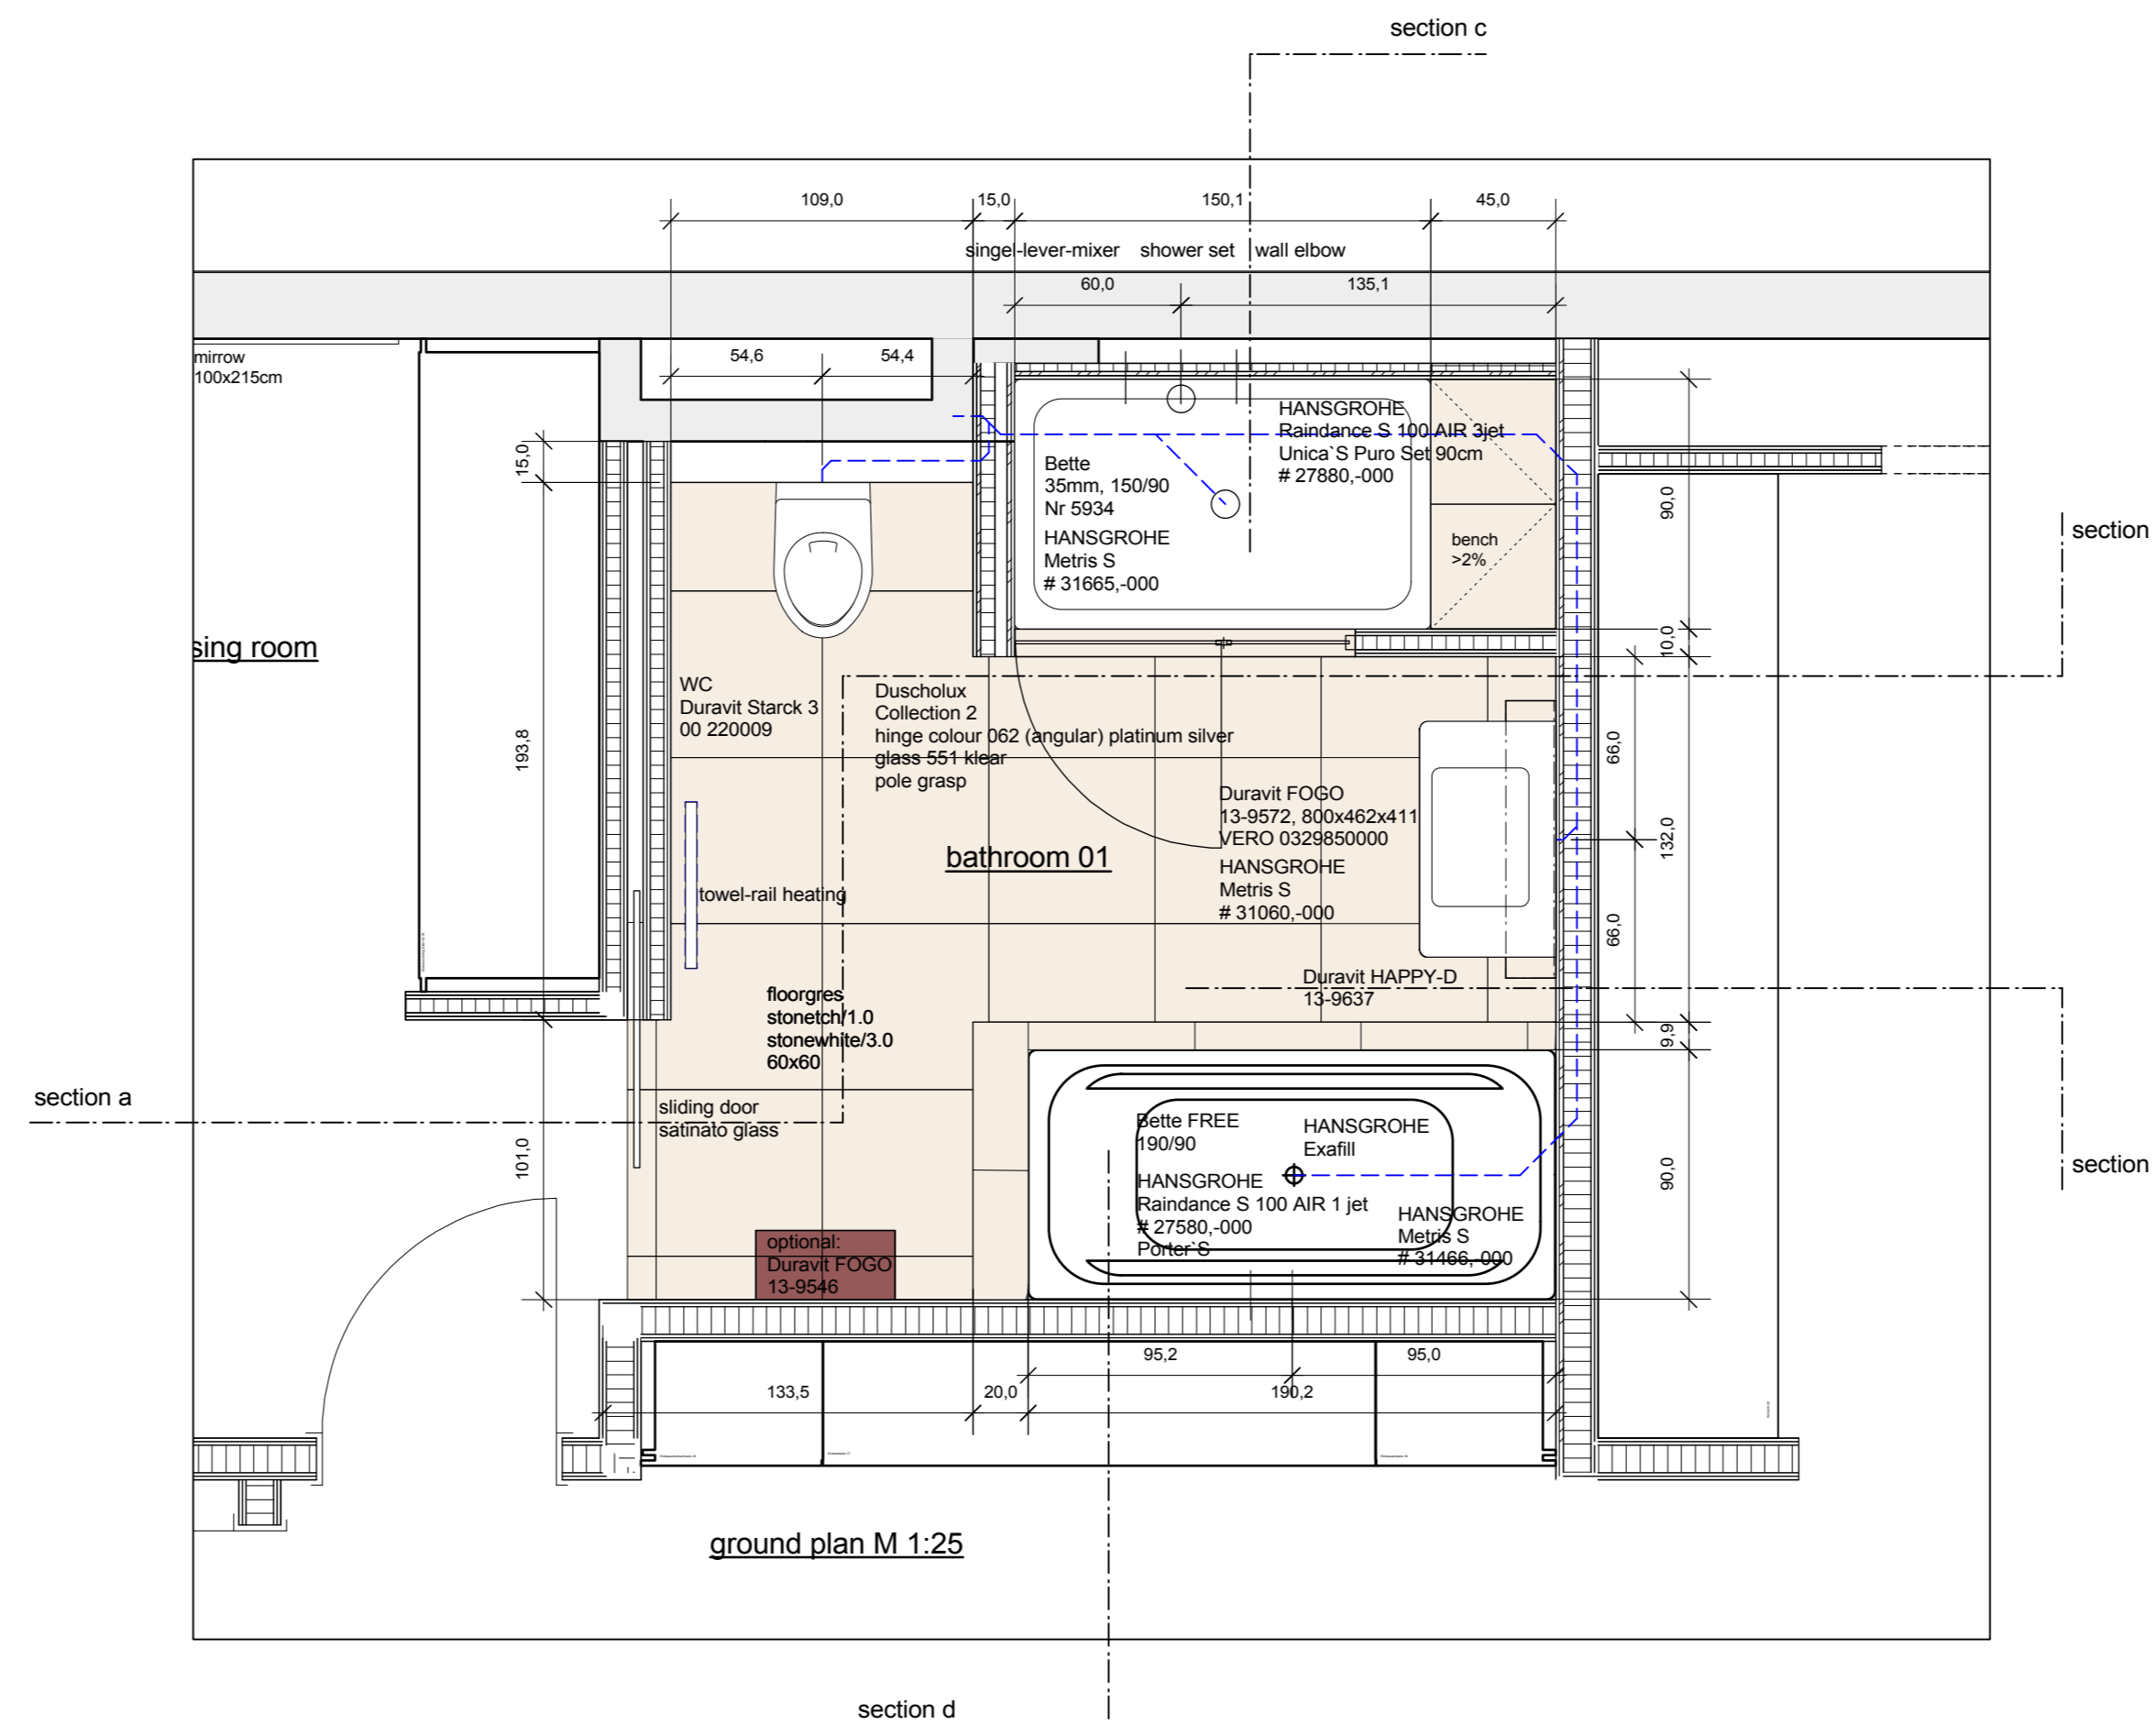 section c
109,0
15,0
150,1
45,0
singel-lever-mixer
shower set
wall elbow
60,0
135,1
mirrow
100x215cm
54,6
54,4
15,0
HANSGROHE
Raindance S 100 AIR 3jet
Unica`S Puro Set 90cm
# 27880,-000
Bette
35mm, 150/90
Nr 5934
HANSGROHE
Metris S
# 31665,-000
bench
>2%
90,0
section
sing room
10,0
WC
Duravit Starck 3
00 220009
Duscholux
Collection 2
hinge colour 062 (angular) platinum silver
glass 551 klear
pole grasp
193,8
66,0
132,0
66,0
Duravit FOGO
13-9572, 800x462x411
VERO 0329850000
HANSGROHE
Metris S
# 31060,-000
bathroom 01
towel-rail heating
Duravit HAPPY-D
13-9637
floorgres
stonetch/1.0
stonewhite/3.0
60x60
9,9
section a
sliding door
satinato glass
101,0
Bette FREE
190/90
HANSGROHE
Exafill
HANSGROHE
Raindance S 100 AIR 1 jet
# 27580,-000
Porter`S
HANSGROHE
Metris S
# 31466,-000
90,0
section
optional:
Duravit FOGO
13-9546
95,2
95,0
133,5
20,0
190,2
ground plan M 1:25
section d